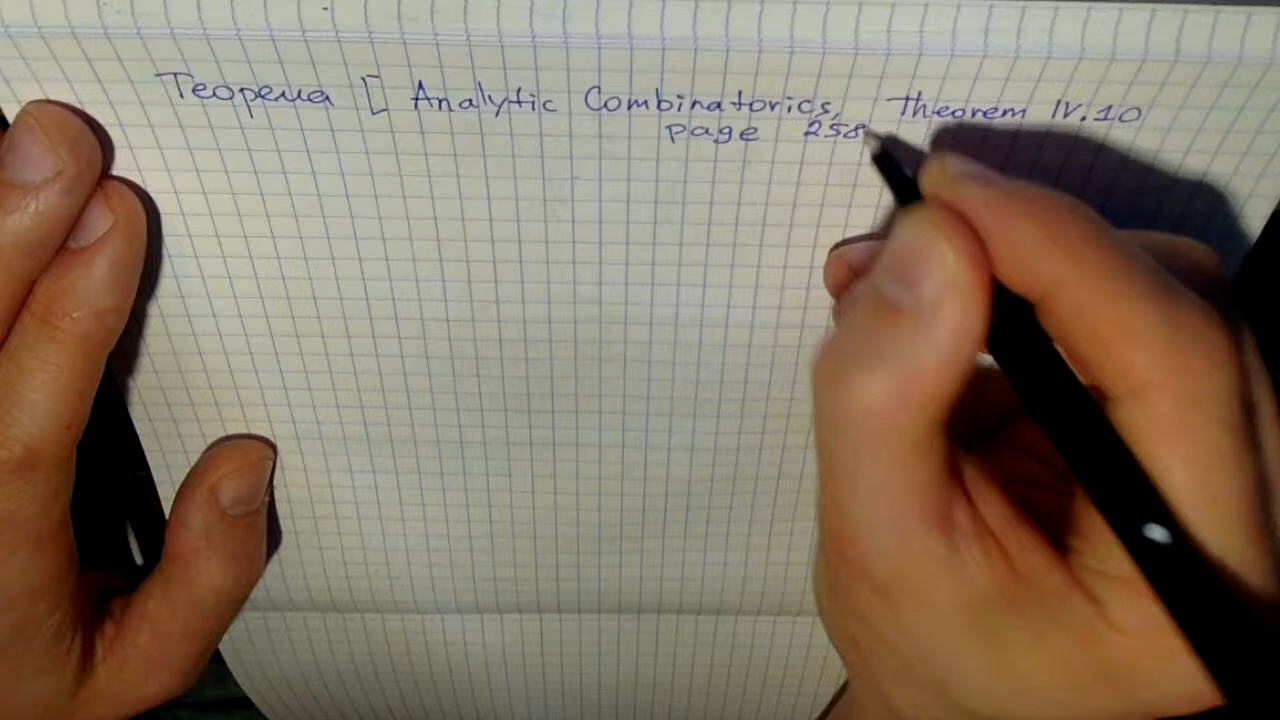 Теорема [ Analytic Combinatorics, Theorem IV.10
page 258